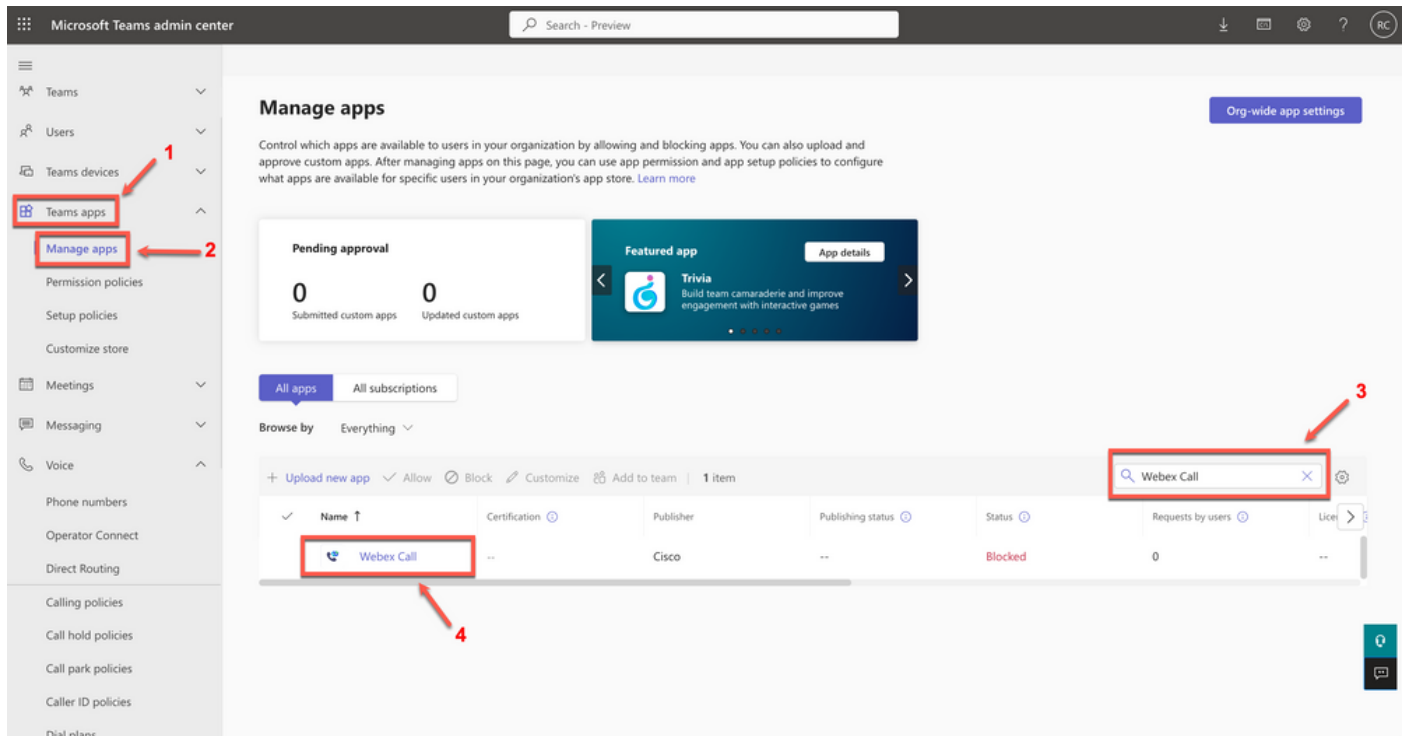 Microsoft Teams admin center
Search - Preview
RC
Teams
Users
Teams devices
Teams apps
Manage apps
Permission policies
Setup policies
Customize store
Meetings
Messaging
Voice
Phone numbers
Operator Connect
Direct Routing
Calling policies
Call hold policies
Call park policies
Caller ID policies
Dial plans
1
2
Manage apps
Org-wide app settings
Control which apps are available to users in your organization by allowing and blocking apps. You can also upload and
approve custom apps. After managing apps on this page, you can use app permission and app setup policies to configure
what apps are available for specific users in your organization's app store. Learn more
Pending approval
0 0
Submitted custom apps Updated custom apps
Featured app App details
Trivia
Build team camaraderie and improve
engagement with interactive games
All apps All subscriptions
3
Browse by Everything
+ Upload new app Allow Block Customize Add to team | 1 item Webex Call
Name ↑ Certification Publisher Publishing status Status Requests by users Lice
Webex Call -- Cisco -- Blocked 0 --
4